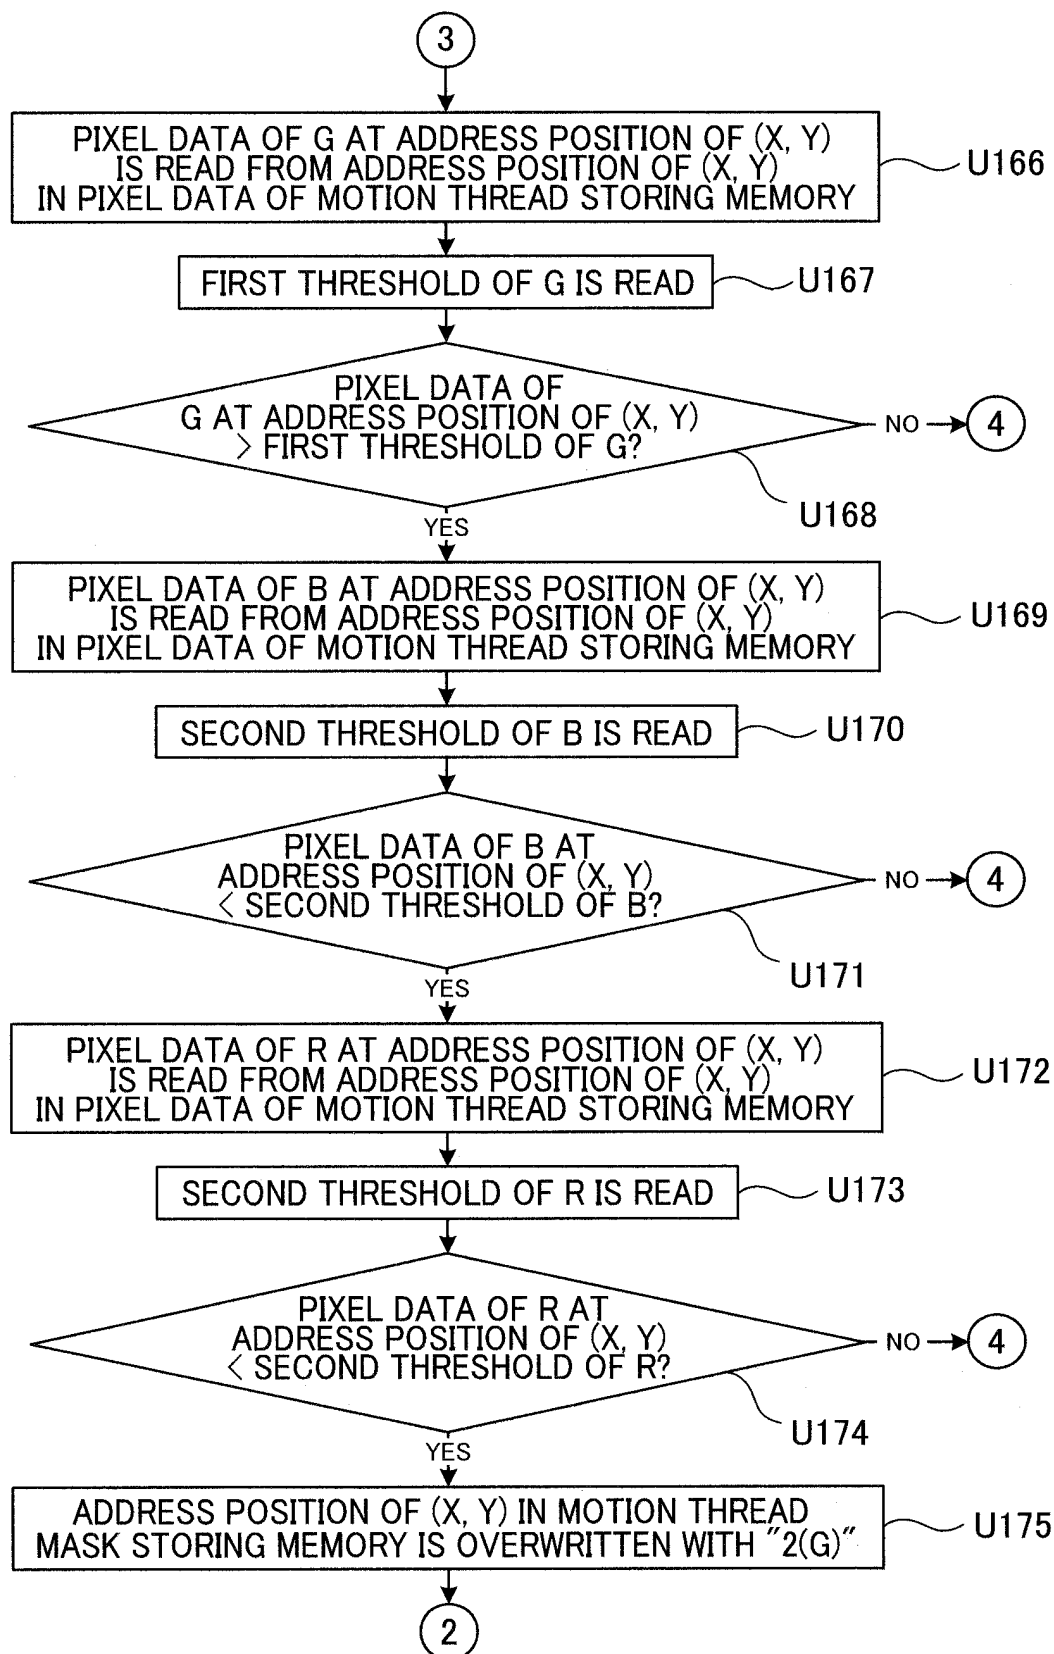 3
PIXEL DATA OF G AT ADDRESS POSITION OF (X, Y)
IS READ FROM ADDRESS POSITION OF (X, Y)
IN PIXEL DATA OF MOTION THREAD STORING MEMORY
U166
FIRST THRESHOLD OF G IS READ
U167
PIXEL DATA OF
G AT ADDRESS POSITION OF (X, Y)
> FIRST THRESHOLD OF G?
NO
4
U168
YES
PIXEL DATA OF B AT ADDRESS POSITION OF (X, Y)
IS READ FROM ADDRESS POSITION OF (X, Y)
IN PIXEL DATA OF MOTION THREAD STORING MEMORY
U169
SECOND THRESHOLD OF B IS READ
U170
PIXEL DATA OF B AT
ADDRESS POSITION OF (X, Y)
< SECOND THRESHOLD OF B?
NO
4
U171
YES
PIXEL DATA OF R AT ADDRESS POSITION OF (X, Y)
IS READ FROM ADDRESS POSITION OF (X, Y)
IN PIXEL DATA OF MOTION THREAD STORING MEMORY
U172
SECOND THRESHOLD OF R IS READ
U173
PIXEL DATA OF R AT
ADDRESS POSITION OF (X, Y)
< SECOND THRESHOLD OF R?
NO
4
U174
YES
ADDRESS POSITION OF (X, Y) IN MOTION THREAD
MASK STORING MEMORY IS OVERWRITTEN WITH "2(G)"
U175
2